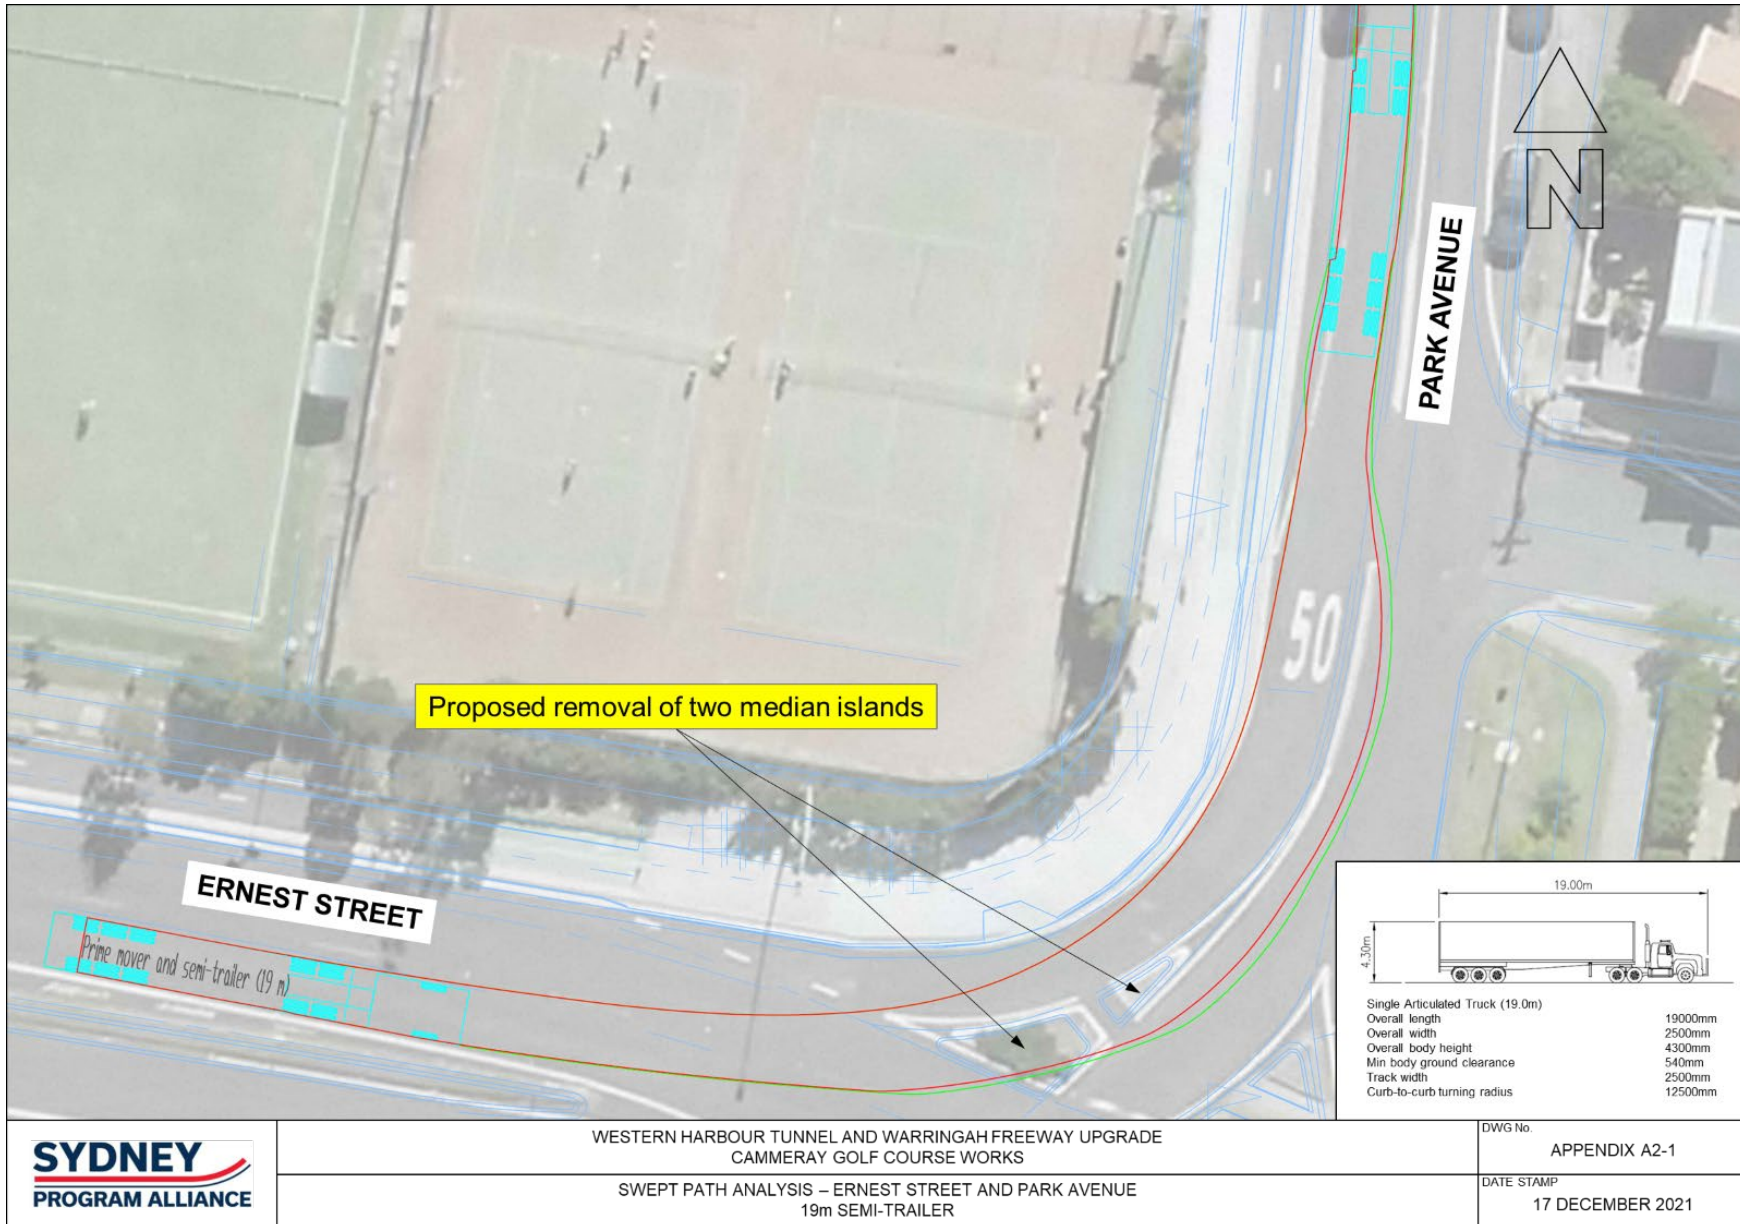 N
PARK AVENUE
50
Proposed removal of two median islands
ERNEST STREET
Prime mover and semi-trailer (19 m)
19.00m
4.30m
Single Articulated Truck (19.0m)
Overall length 19000mm
Overall width 2500mm
Overall body height 4300mm
Min body ground clearance 540mm
Track width 2500mm
Curb-to-curb turning radius 12500mm
SYDNEY
PROGRAM ALLIANCE
WESTERN HARBOUR TUNNEL AND WARRINGAH FREEWAY UPGRADE
CAMMERAY GOLF COURSE WORKS
SWEPT PATH ANALYSIS – ERNEST STREET AND PARK AVENUE
19m SEMI-TRAILER
DWG No.
APPENDIX A2-1
DATE STAMP
17 DECEMBER 2021